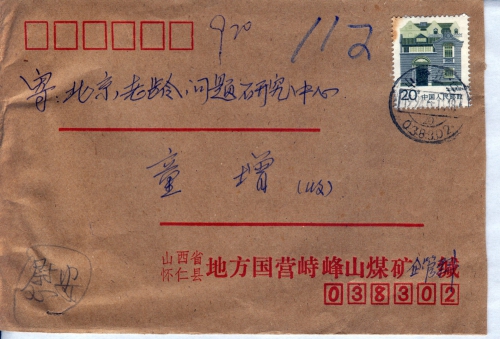 920 112
寄.北京,老龄问题研究中心
20 中国人民邮政
038302
童 增 (收)
山西省
怀仁县 地方国营峙峰山煤矿
038302